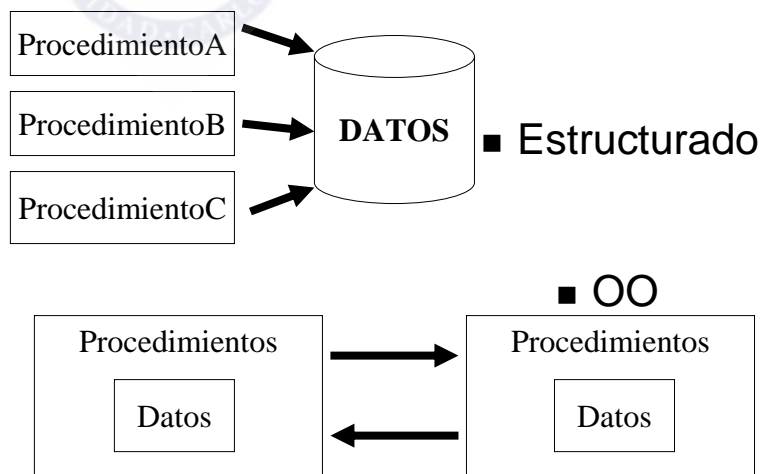 ProcedimientoA
ProcedimientoB
DATOS
■ Estructurado
ProcedimientoC
■ OO
Procedimientos
Datos
Procedimientos
Datos